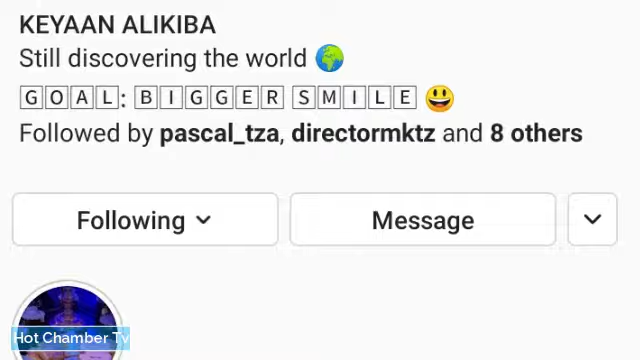 KEYAAN ALIKIBA
Still discovering the world 🌍
🄶🄾🄰🄻: 🄱🄸🄶🄶🄴🅁 🅂🄼🄸🄻🄴 😃
Followed by pascal_tza, directormktz and 8 others
Following
Message
Hot Chamber Tv